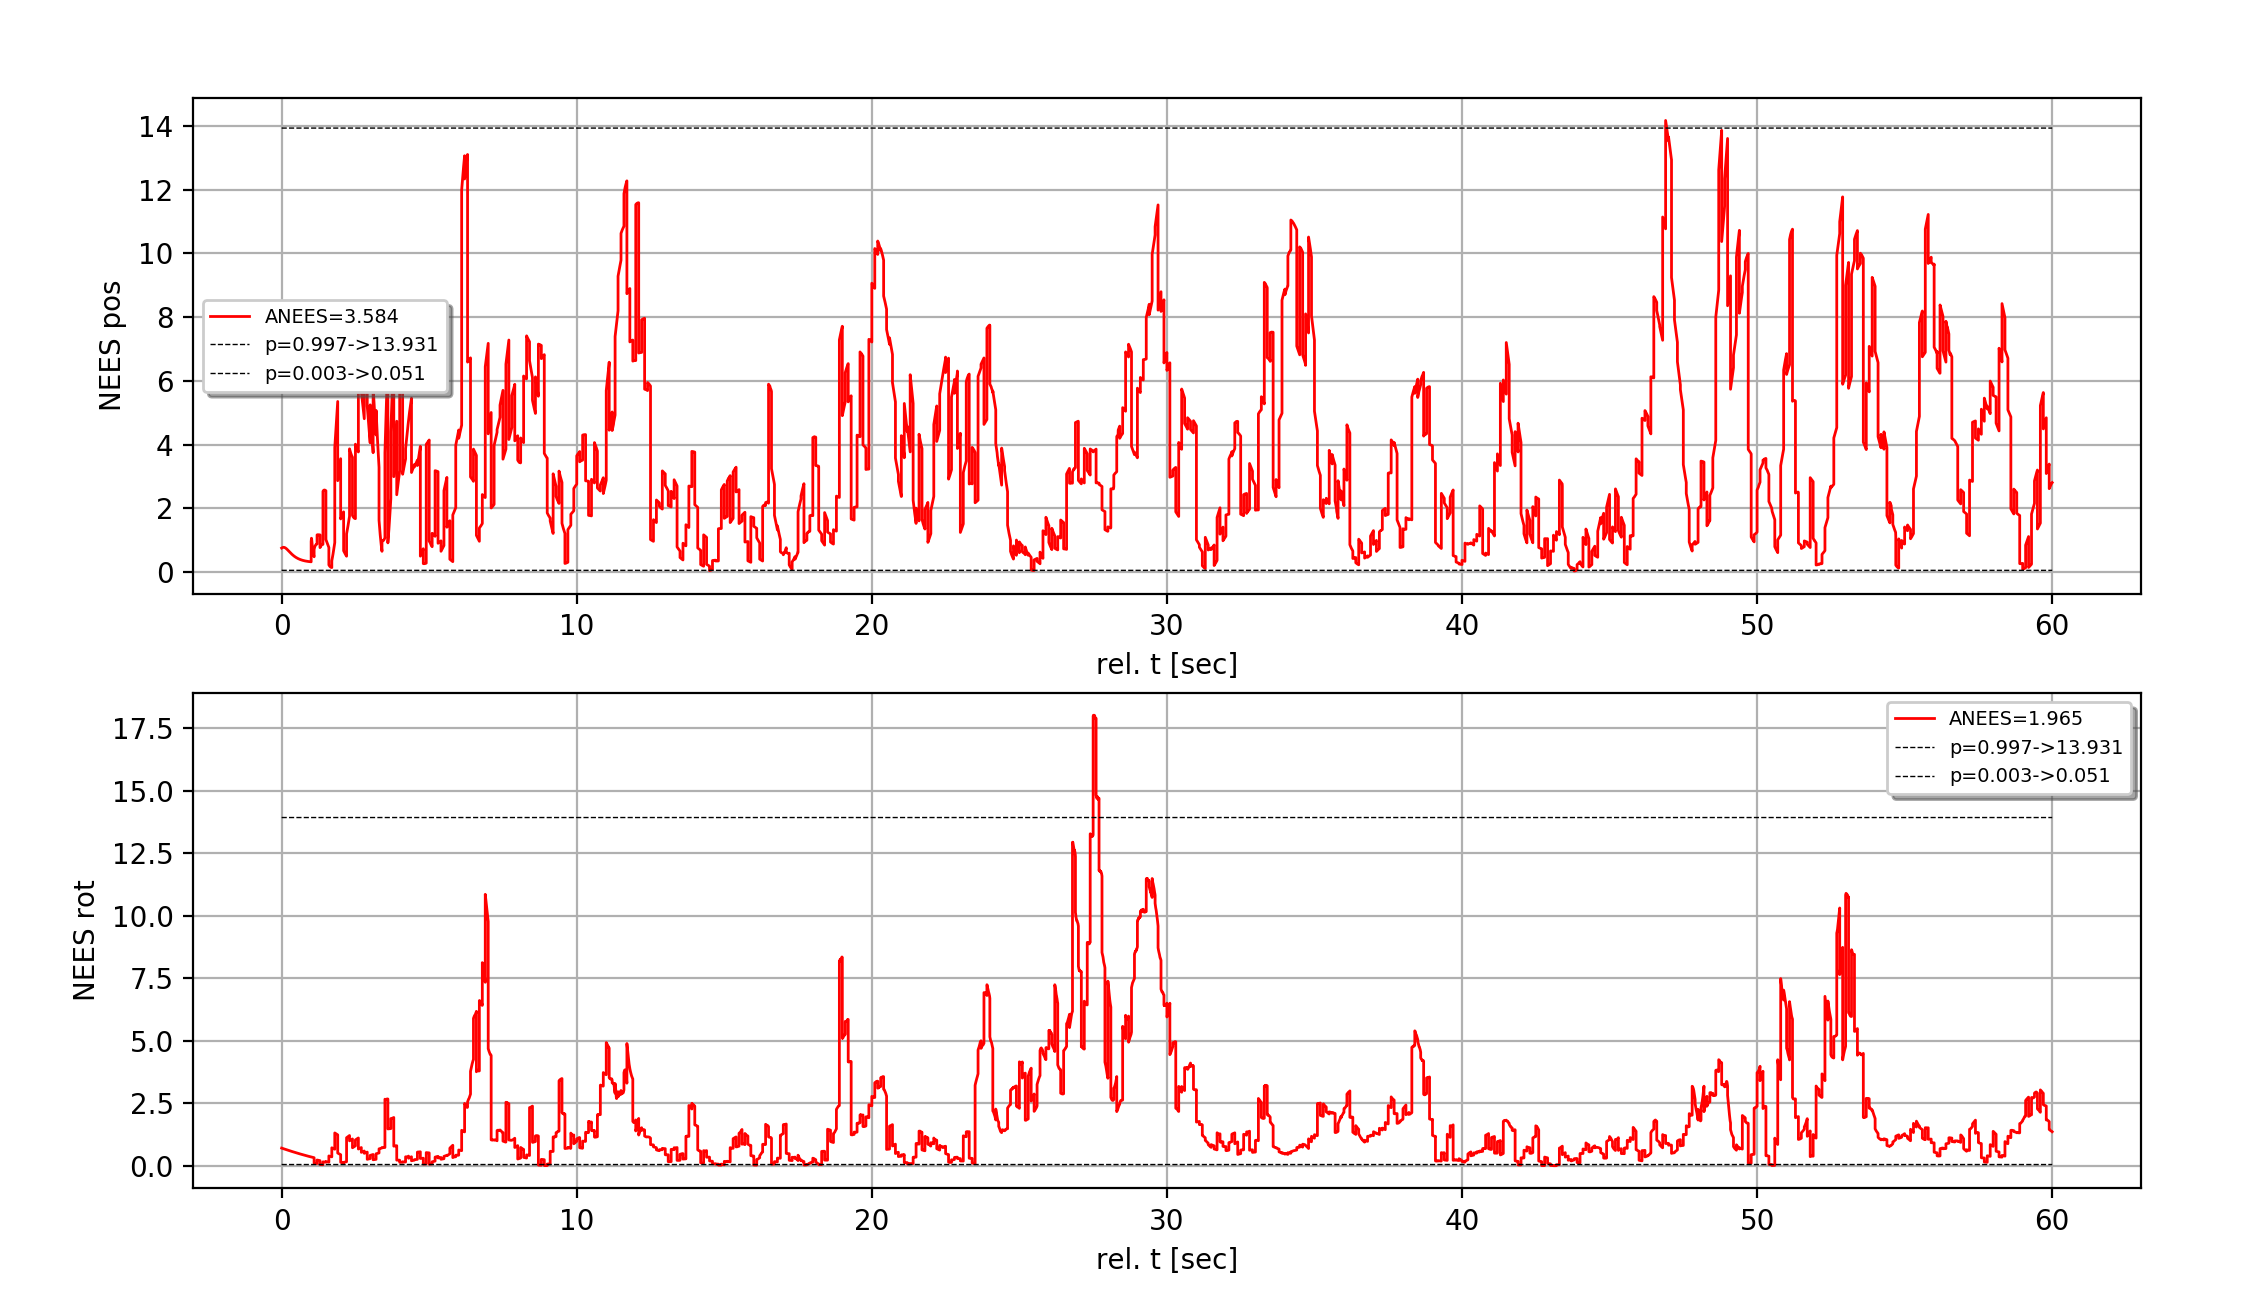 14
12
10
8
6
4
2
0
NEES pos
ANEES=3.584
p=0.997->13.931
p=0.003->0.051
0 10 20 30 40 50 60
rel. t [sec]
17.5
15.0
12.5
10.0
7.5
5.0
2.5
0.0
NEES rot
ANEES=1.965
p=0.997->13.931
p=0.003->0.051
0 10 20 30 40 50 60
rel. t [sec]